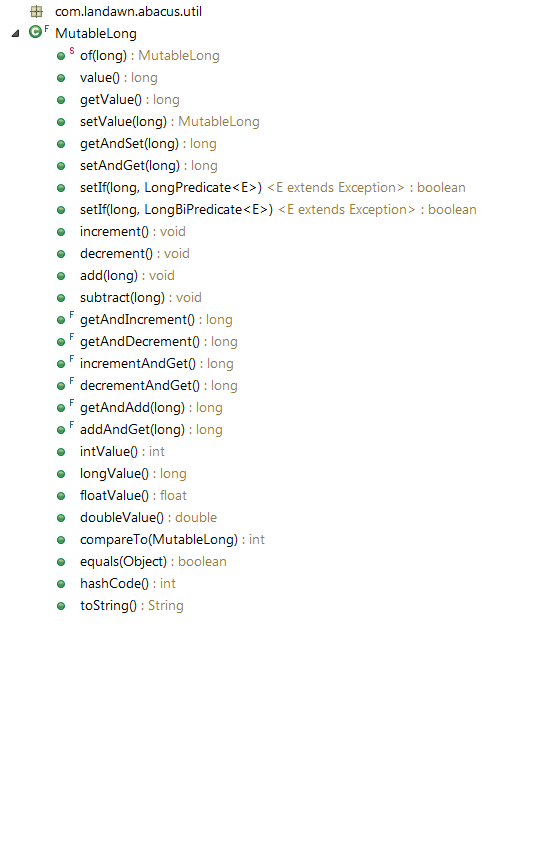 com.landawn.abacus.util
C F MutableLong
S of(long) : MutableLong
value() : long
getValue() : long
setValue(long) : MutableLong
getAndSet(long) : long
setAndGet(long) : long
setIf(long, LongPredicate<E>) <E extends Exception> : boolean
setIf(long, LongBiPredicate<E>) <E extends Exception> : boolean
increment() : void
decrement() : void
add(long) : void
subtract(long) : void
F getAndIncrement() : long
F getAndDecrement() : long
F incrementAndGet() : long
F decrementAndGet() : long
F getAndAdd(long) : long
F addAndGet(long) : long
intValue() : int
longValue() : long
floatValue() : float
doubleValue() : double
compareTo(MutableLong) : int
equals(Object) : boolean
hashCode() : int
toString() : String